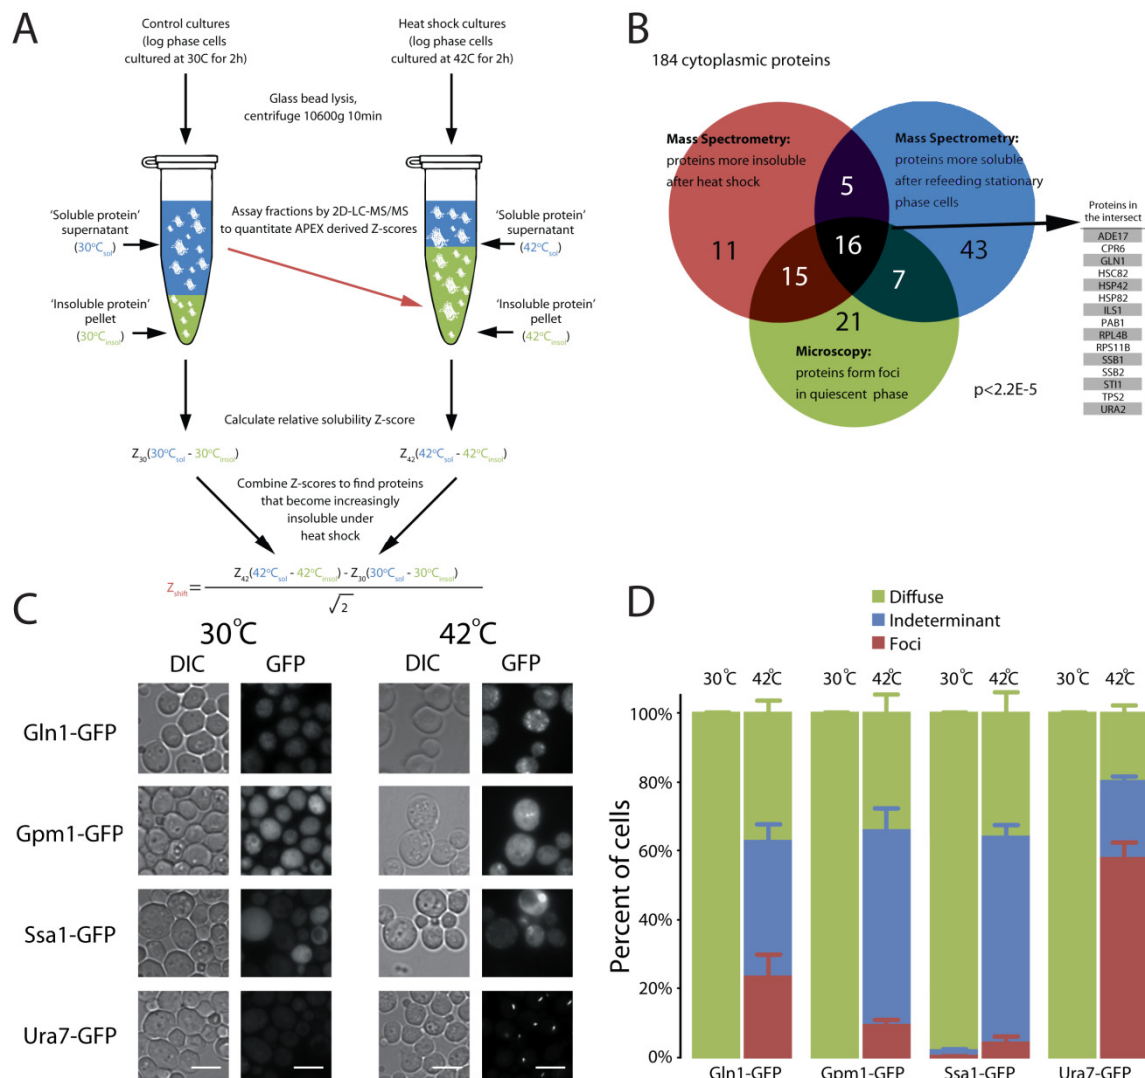 A
Control cultures
(log phase cells
cultured at 30C for 2h)
Heat shock cultures
(log phase cells
cultured at 42C for 2h)
Glass bead lysis,
centrifuge 10600g 10min
'Soluble protein'
supernatant
(30°Csol)
Assay fractions by 2D-LC-MS/MS
to quantitate APEX derived Z-scores
'Soluble protein'
supernatant
(42°Csol)
'Insoluble protein'
pellet
(30°Cinsol)
'Insoluble protein'
pellet
(42°Cinsol)
Calculate relative solubility Z-score
Z30(30°Csol - 30°Cinsol)
Z42(42°Csol - 42°Cinsol)
Combine Z-scores to find proteins
that become increasingly
insoluble under
heat shock
Zshift = Z42(42°Csol - 42°Cinsol) - Z30(30°Csol - 30°Cinsol)
√2
B
184 cytoplasmic proteins
Mass Spectrometry:
proteins more insoluble
after heat shock
Mass Spectrometry:
proteins more soluble
after refeeding stationary
phase cells
5
11
16
43
15
7
21
Microscopy:
proteins form foci
in quiescent phase
p<2.2E-5
Proteins in
the intersect
ADE17
CPR6
GLN1
HSC82
HSP42
HSP82
ILS1
PAB1
RPL4B
RPS11B
SSB1
SSB2
STI1
TPS2
URA2
C
30°C
42°C
DIC GFP
DIC GFP
Gln1-GFP
Gpm1-GFP
Ssa1-GFP
Ura7-GFP
D
Diffuse
Indeterminant
Foci
30°C 42°C 30°C 42°C 30°C 42°C 30°C 42°C
100%
80%
60%
40%
20%
0%
Percent of cells
Gln1-GFP Gpm1-GFP Ssa1-GFP Ura7-GFP